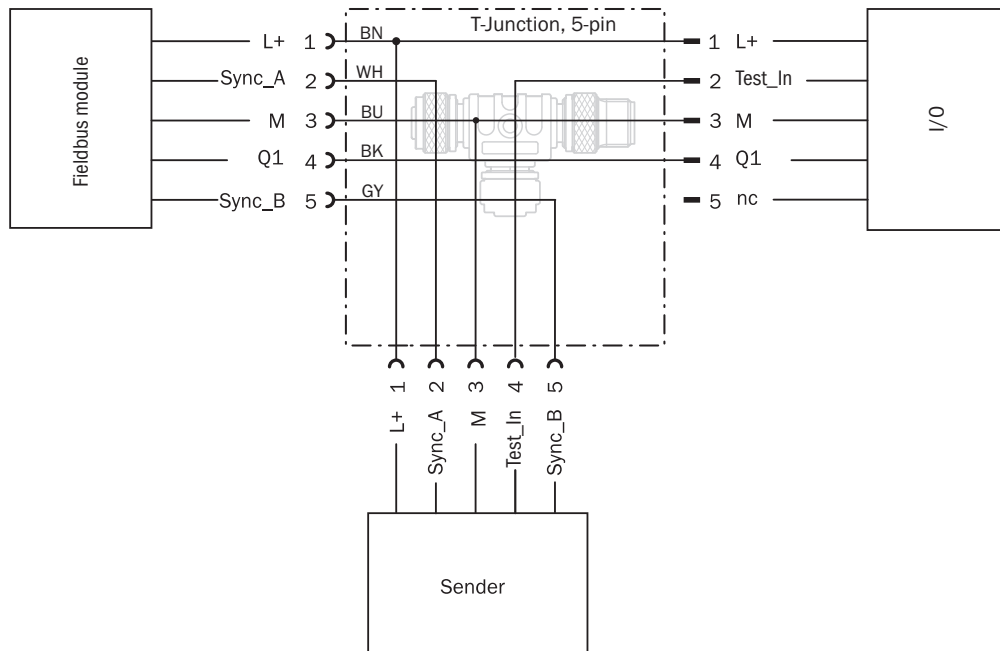 T-Junction, 5-pin
Fieldbus module
L+ 1 BN
Sync_A 2 WH
M 3 BU
Q1 4 BK
Sync_B 5 GY
1 L+
2 Test_In
3 M
4 Q1
5 nc
I/0
1 2 3 4 5
L+ Sync_A M Test_In Sync_B
Sender